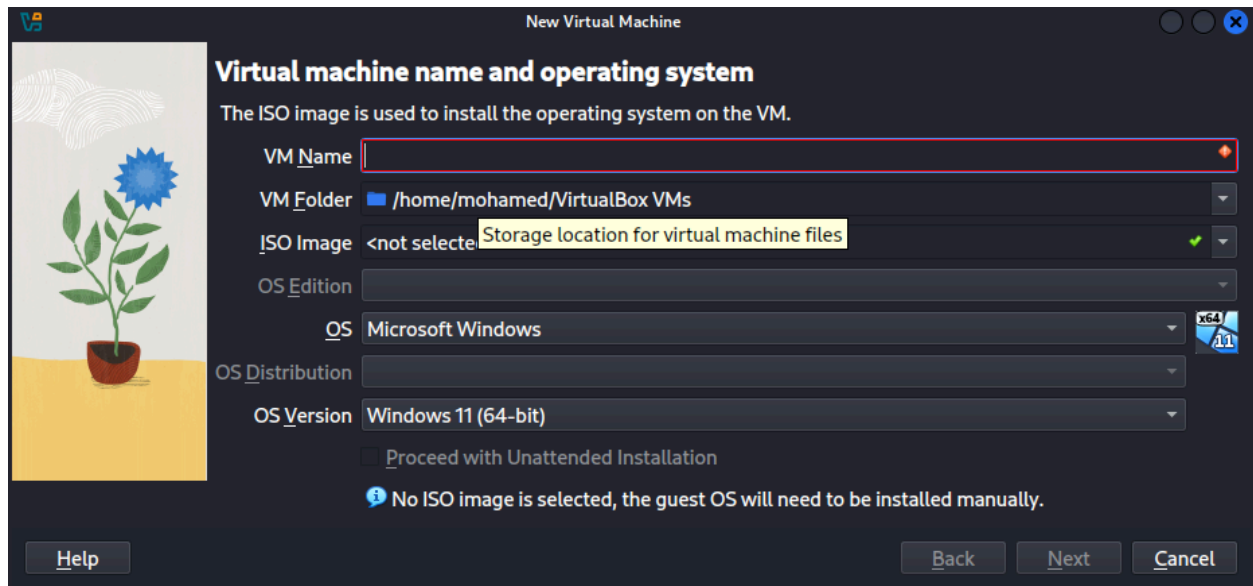 New Virtual Machine
Virtual machine name and operating system
The ISO image is used to install the operating system on the VM.
VM Name
VM Folder /home/mohamed/VirtualBox VMs
Storage location for virtual machine files
ISO Image <not selecte
OS Edition
OS Microsoft Windows x64 11
OS Distribution
OS Version Windows 11 (64-bit)
Proceed with Unattended Installation
No ISO image is selected, the guest OS will need to be installed manually.
Help Back Next Cancel